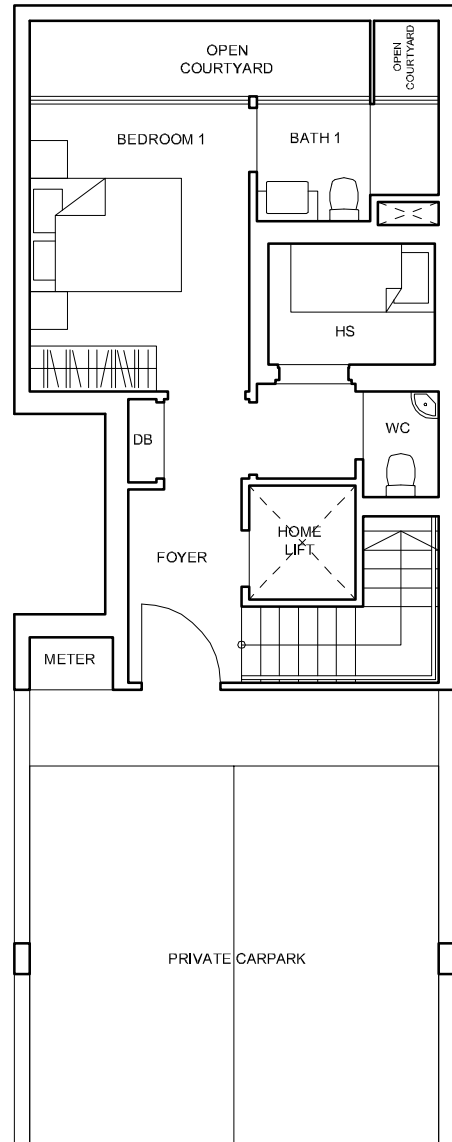 OPEN
COURTYARD
OPEN
COURTYARD
BEDROOM 1
BATH 1
HS
WC
DB
HOME
LIFT
FOYER
METER
PRIVATE CARPARK